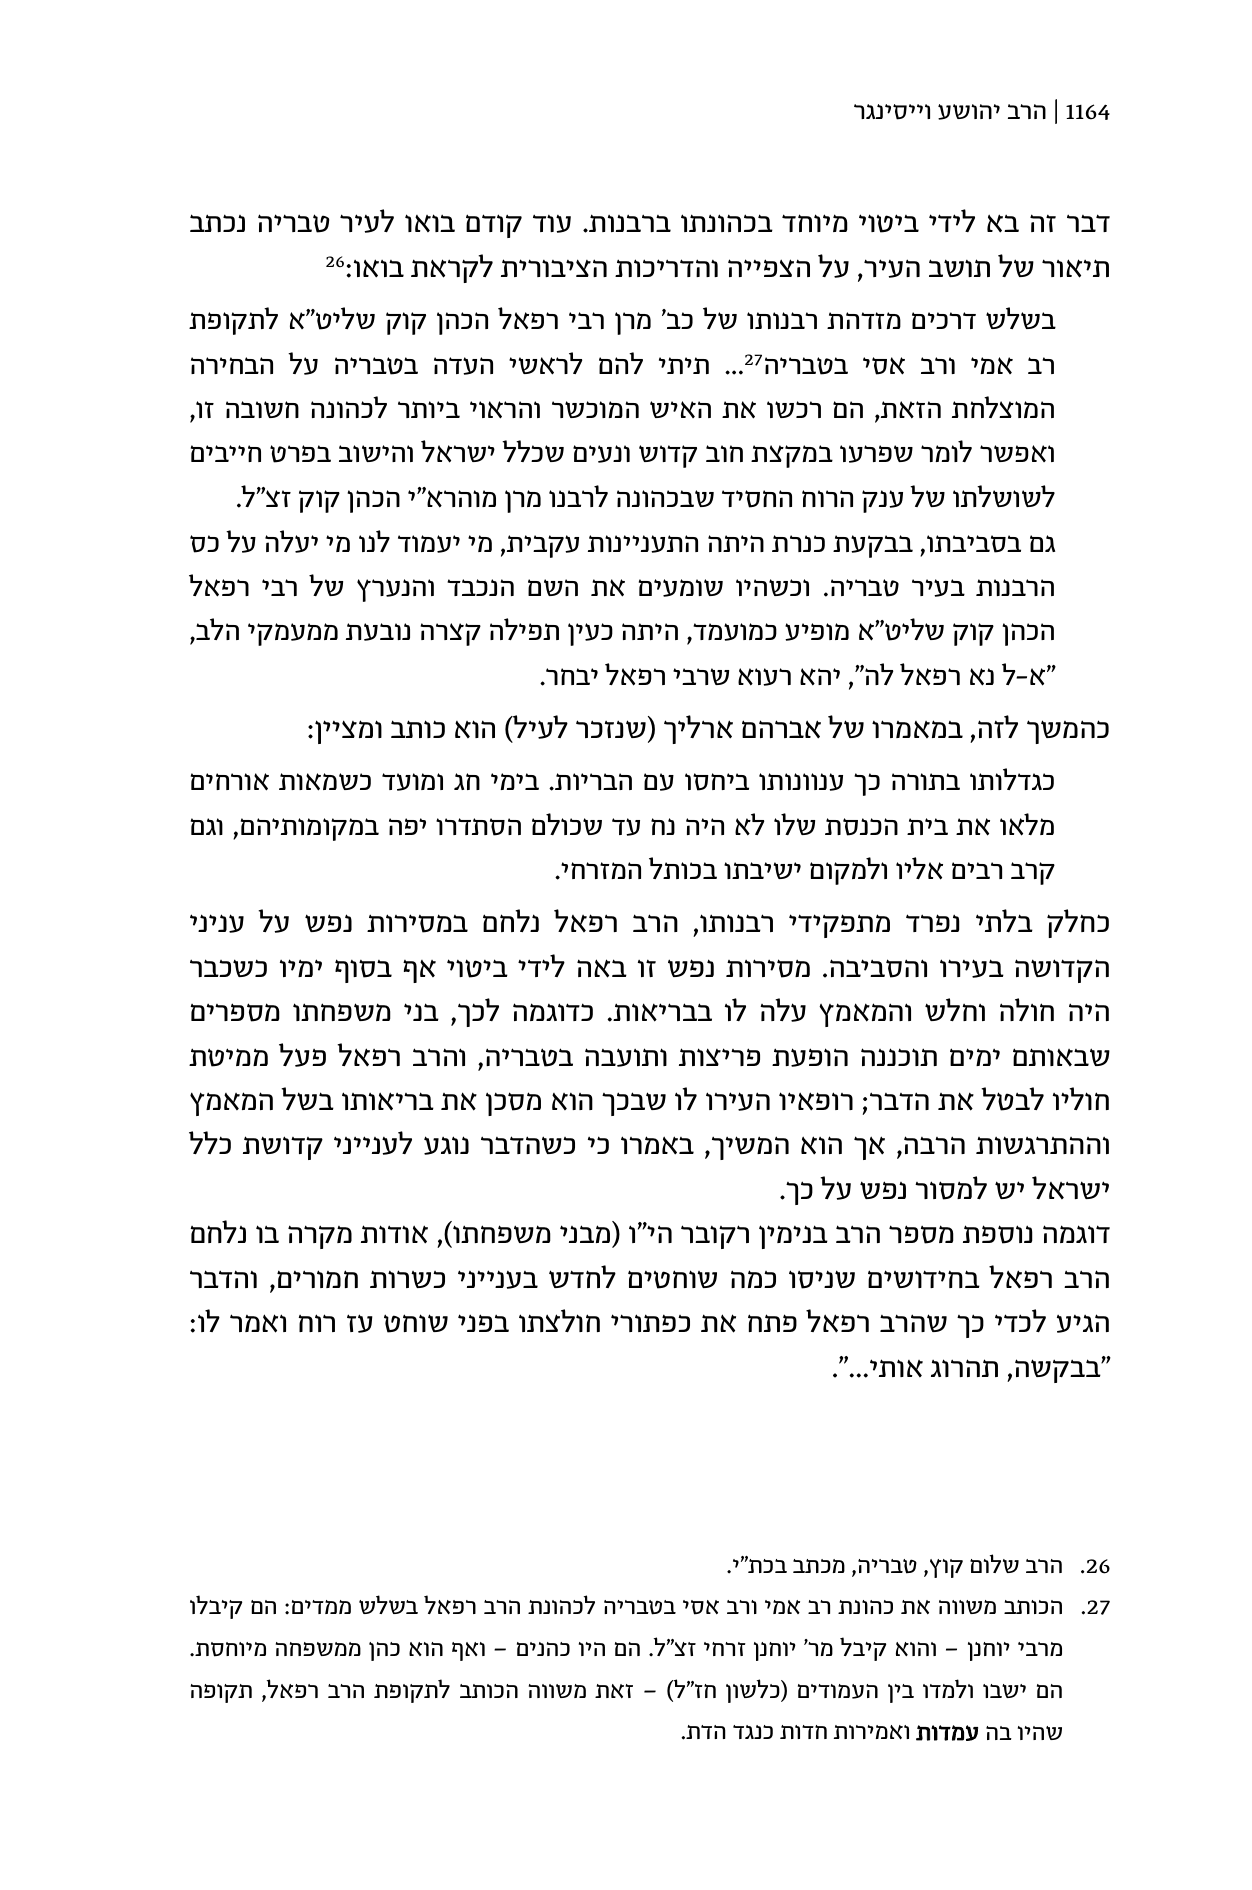 1164 | הרב יהושע וייסינגר
דבר זה בא לידי ביטוי מיוחד בכהונתו ברבנות. עוד קודם בואו לעיר טבריה נכתב
תיאור של תושב העיר, על הצפייה והדריכות הציבורית לקראת בואו:26
בשלש דרכים מזדהת רבנותו של כב' מרן רבי רפאל הכהן קוק שליט"א לתקופת
רב אמי ורב אסי בטבריה27... תיתי להם לראשי העדה בטבריה על הבחירה
המוצלחת הזאת, הם רכשו את האיש המוכשר והראוי ביותר לכהונה חשובה זו,
ואפשר לומר שפרעו במקצת חוב קדוש ונעים שכלל ישראל והישוב בפרט חייבים
לשושלתו של ענק הרוח החסיד שבכהונה לרבנו מרן מוהרא"י הכהן קוק זצ"ל.
גם בסביבתו, בבקעת כנרת היתה התעניינות עקבית, מי יעמוד לנו מי יעלה על כס
הרבנות בעיר טבריה. וכשהיו שומעים את השם הנכבד והנערץ של רבי רפאל
הכהן קוק שליט"א מופיע כמועמד, היתה כעין תפילה קצרה נובעת ממעמקי הלב,
"א-ל נא רפאל לה", יהא רעוא שרבי רפאל יבחר.
כהמשך לזה, במאמרו של אברהם ארליך (שנזכר לעיל) הוא כותב ומציין:
כגדלותו בתורה כך ענוונותו ביחסו עם הבריות. בימי חג ומועד כשמאות אורחים
מלאו את בית הכנסת שלו לא היה נח עד שכולם הסתדרו יפה במקומותיהם, וגם
קרב רבים אליו ולמקום ישיבתו בכותל המזרחי.
כחלק בלתי נפרד מתפקידי רבנותו, הרב רפאל נלחם במסירות נפש על עניני
הקדושה בעירו והסביבה. מסירות נפש זו באה לידי ביטוי אף בסוף ימיו כשכבר
היה חולה וחלש והמאמץ עלה לו בבריאות. כדוגמה לכך, בני משפחתו מספרים
שבאותם ימים תוכננה הופעת פריצות ותועבה בטבריה, והרב רפאל פעל ממיטת
חוליו לבטל את הדבר; רופאיו העירו לו שבכך הוא מסכן את בריאותו בשל המאמץ
וההתרגשות הרבה, אך הוא המשיך, באמרו כי כשהדבר נוגע לענייני קדושת כלל
ישראל יש למסור נפש על כך.
דוגמה נוספת מספר הרב בנימין רקובר הי"ו (מבני משפחתו), אודות מקרה בו נלחם
הרב רפאל בחידושים שניסו כמה שוחטים לחדש בענייני כשרות חמורים, והדבר
הגיע לכדי כך שהרב רפאל פתח את כפתורי חולצתו בפני שוחט עז רוח ואמר לו:
"בבקשה, תהרוג אותי...".
26. הרב שלום קוץ, טבריה, מכתב בכת"י.
27. הכותב משווה את כהונת רב אמי ורב אסי בטבריה לכהונת הרב רפאל בשלש ממדים: הם קיבלו
מרבי יוחנן – והוא קיבל מר' יוחנן זרחי זצ"ל. הם היו כהנים – ואף הוא כהן ממשפחה מיוחסת.
הם ישבו ולמדו בין העמודים (כלשון חז"ל) – זאת משווה הכותב לתקופת הרב רפאל, תקופה
שהיו בה עמדות ואמירות חדות כנגד הדת.